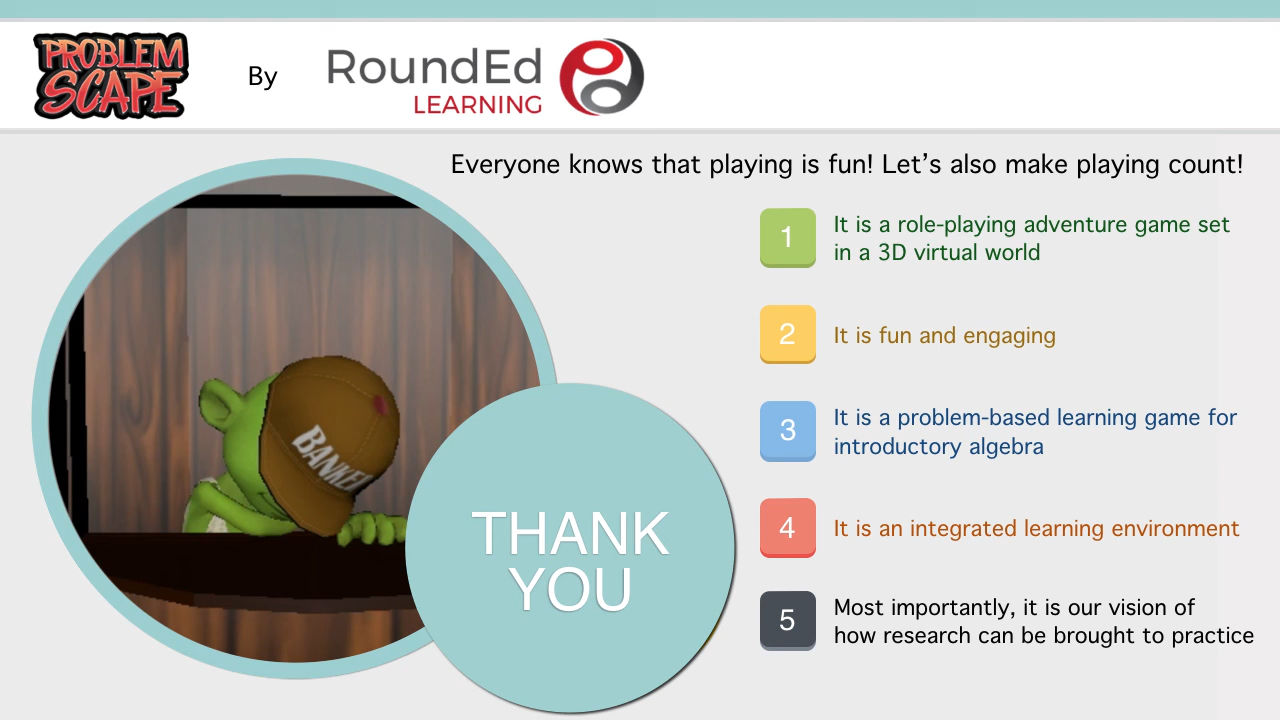 PROBLEM
SCAPE
By
RoundEd
LEARNING
Everyone knows that playing is fun! Let's also make playing count!
1
It is a role-playing adventure game set
in a 3D virtual world
2
It is fun and engaging
3
It is a problem-based learning game for
introductory algebra
4
It is an integrated learning environment
5
Most importantly, it is our vision of
how research can be brought to practice
THANK
YOU